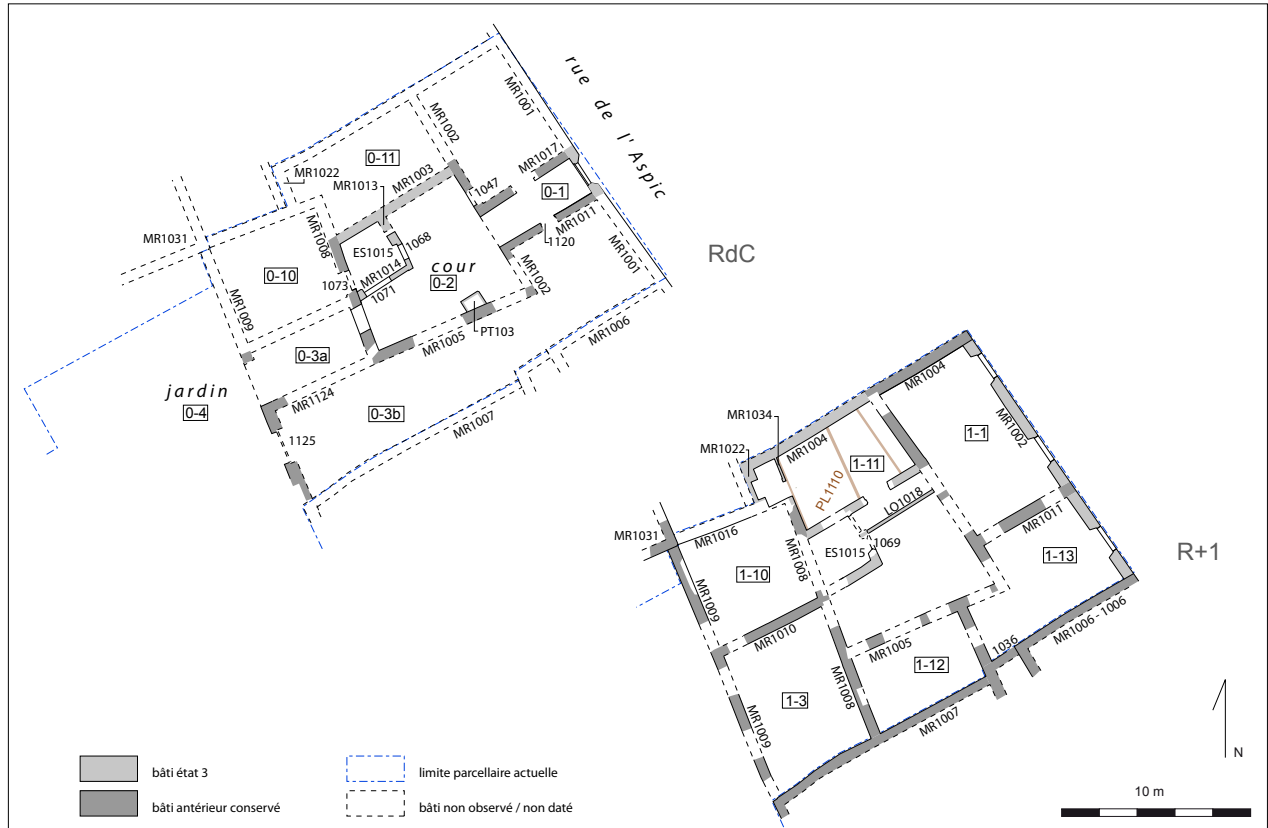 rue de l'Aspic
MR1001
MR1002
0-11
MR1022
MR1003
MR1017
MR1013
1047
0-1
MR1011
MR1031
MR1008
ES1015
1068
1120
MR1001
RdC
cour
0-10
MR1014
0-2
1073
1071
MR1002
MR1009
PT103
0-3a
MR1005
MR1006
jardin
0-4
MR1124
0-3b
MR1007
1125
MR1004
MR1034
MR1002
1-1
MR1022
MR1004
1-11
PL1110
LO1018
MR1031
MR1016
1069
MR1011
ES1015
R+1
1-10
MR1008
1-13
MR1009
MR1010
MR1005
1036
MR1006 - 1006
1-12
1-3
MR1008
MR1009
MR1007
N
bâti état 3
limite parcellaire actuelle
bâti antérieur conservé
bâti non observé / non daté
10 m